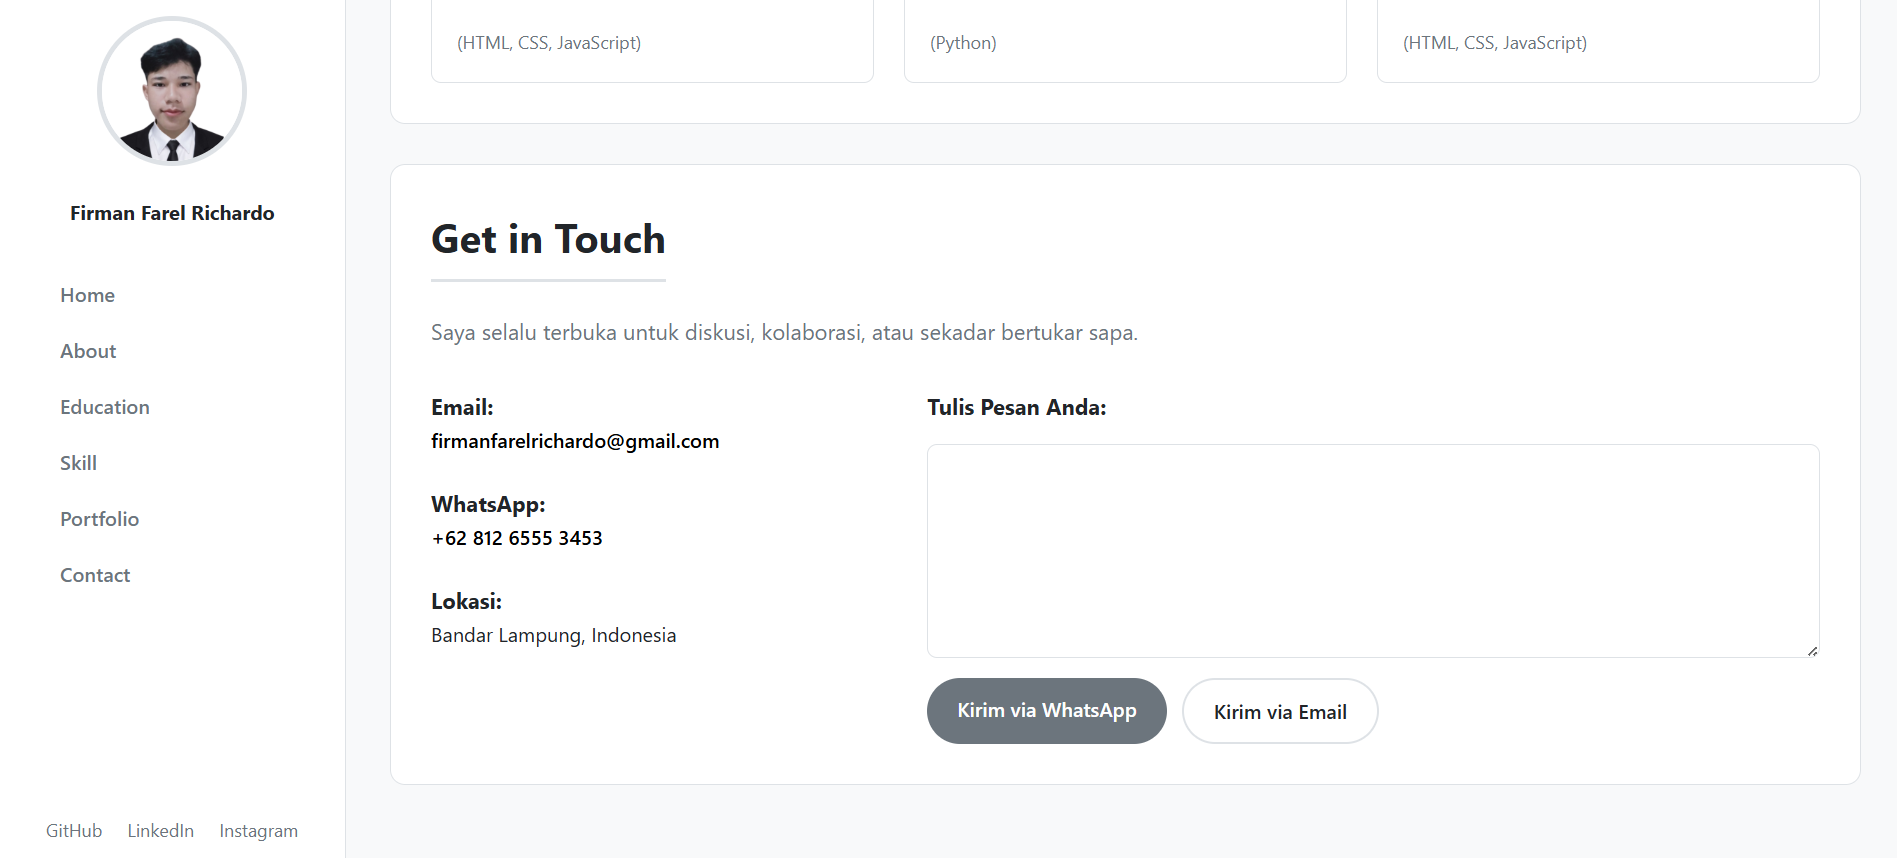 Firman Farel Richardo
Home
About
Education
Skill
Portfolio
Contact
GitHub LinkedIn Instagram
(HTML, CSS, JavaScript)
(Python)
(HTML, CSS, JavaScript)
Get in Touch
Saya selalu terbuka untuk diskusi, kolaborasi, atau sekadar bertukar sapa.
Email:
firmanfarelrichardo@gmail.com
WhatsApp:
+62 812 6555 3453
Lokasi:
Bandar Lampung, Indonesia
Tulis Pesan Anda:
Kirim via WhatsApp
Kirim via Email